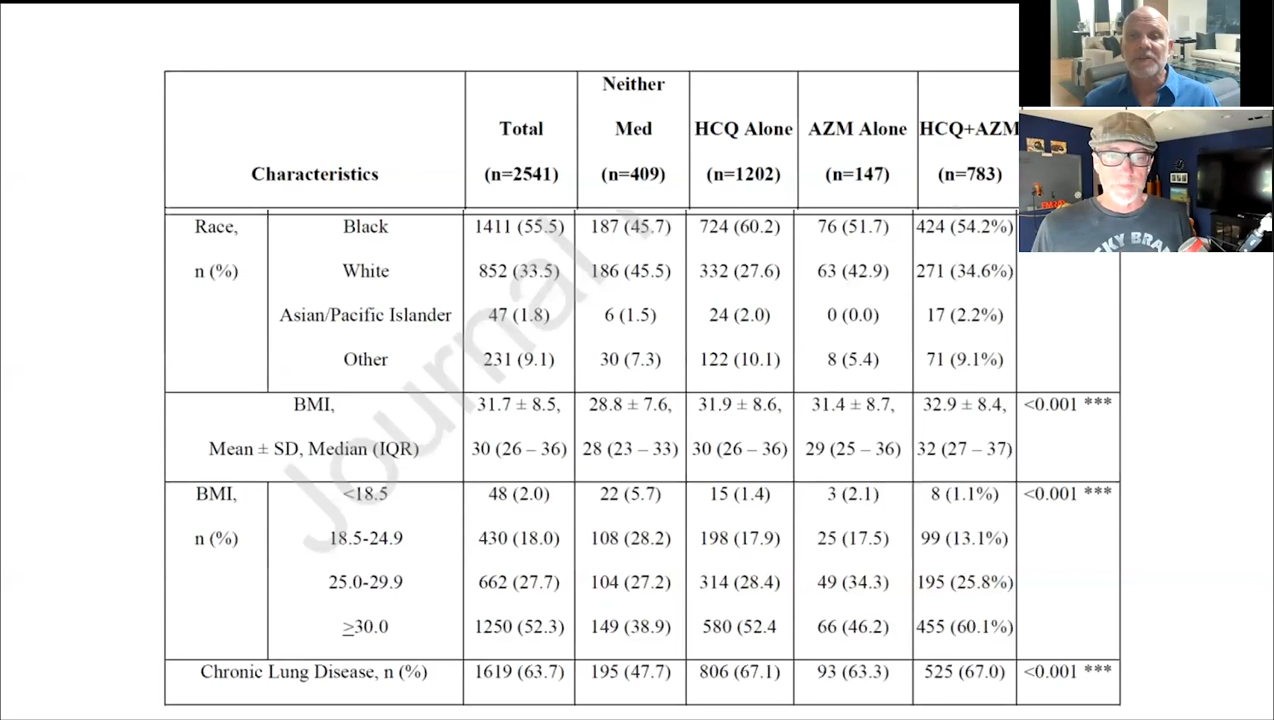 Neither
Total Med HCQ Alone AZM Alone HCQ+AZM
Characteristics (n=2541) (n=409) (n=1202) (n=147) (n=783)
Race, Black 1411 (55.5) 187 (45.7) 724 (60.2) 76 (51.7) 424 (54.2%)
n (%) White 852 (33.5) 186 (45.5) 332 (27.6) 63 (42.9) 271 (34.6%)
Asian/Pacific Islander 47 (1.8) 6 (1.5) 24 (2.0) 0 (0.0) 17 (2.2%)
Other 231 (9.1) 30 (7.3) 122 (10.1) 8 (5.4) 71 (9.1%)
BMI, 31.7 ± 8.5, 28.8 ± 7.6, 31.9 ± 8.6, 31.4 ± 8.7, 32.9 ± 8.4, <0.001 ***
Mean ± SD, Median (IQR) 30 (26 – 36) 28 (23 – 33) 30 (26 – 36) 29 (25 – 36) 32 (27 – 37)
BMI, <18.5 48 (2.0) 22 (5.7) 15 (1.4) 3 (2.1) 8 (1.1%) <0.001 ***
n (%) 18.5-24.9 430 (18.0) 108 (28.2) 198 (17.9) 25 (17.5) 99 (13.1%)
25.0-29.9 662 (27.7) 104 (27.2) 314 (28.4) 49 (34.3) 195 (25.8%)
≥30.0 1250 (52.3) 149 (38.9) 580 (52.4 66 (46.2) 455 (60.1%)
Chronic Lung Disease, n (%) 1619 (63.7) 195 (47.7) 806 (67.1) 93 (63.3) 525 (67.0) <0.001 ***
Journal